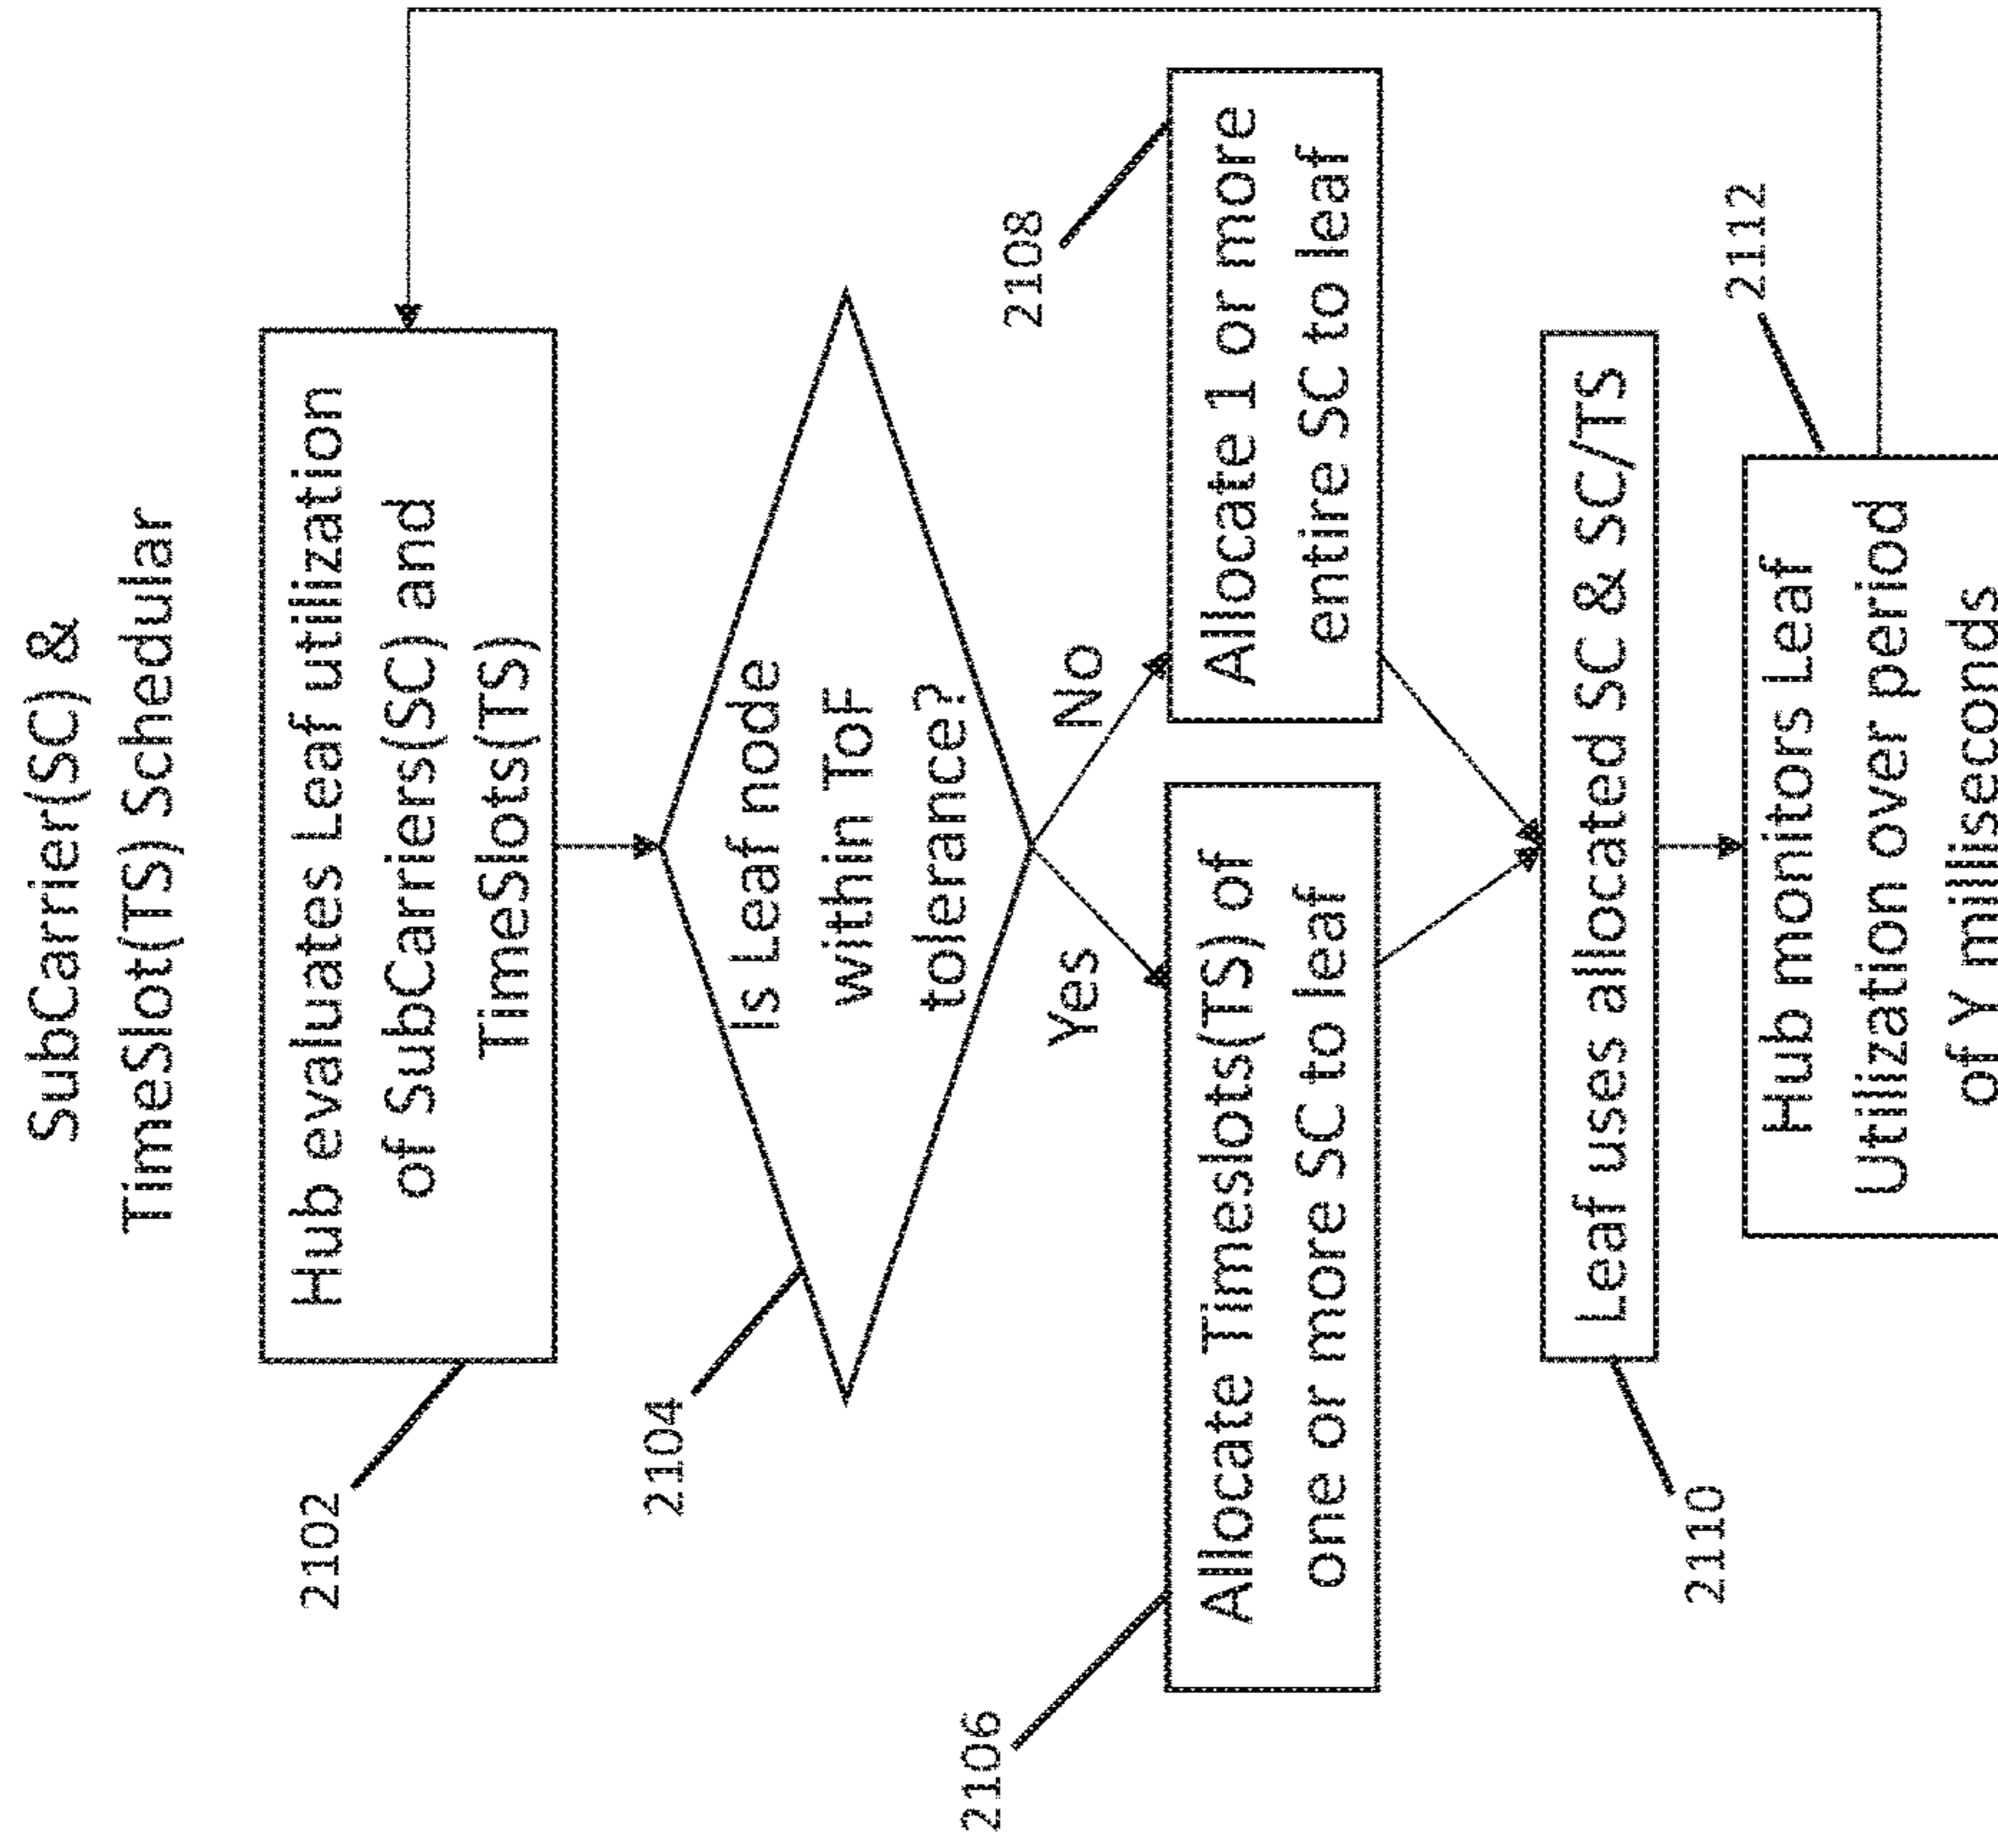 SubCarrier(SC) &
TimeSlot(TS) Schedular
2102
Hub evaluates Leaf utilization
of SubCarriers(SC) and
TimeSlots(TS)
2104
Is Leaf node
within ToF
tolerance?
Yes
No
2106
Allocate Timeslots(TS) of
one or more SC to leaf
2108
Allocate 1 or more
entire SC to leaf
2110
Leaf uses allocated SC & SC/TS
2112
Hub monitors Leaf
Utilization over period
of Y milliseconds